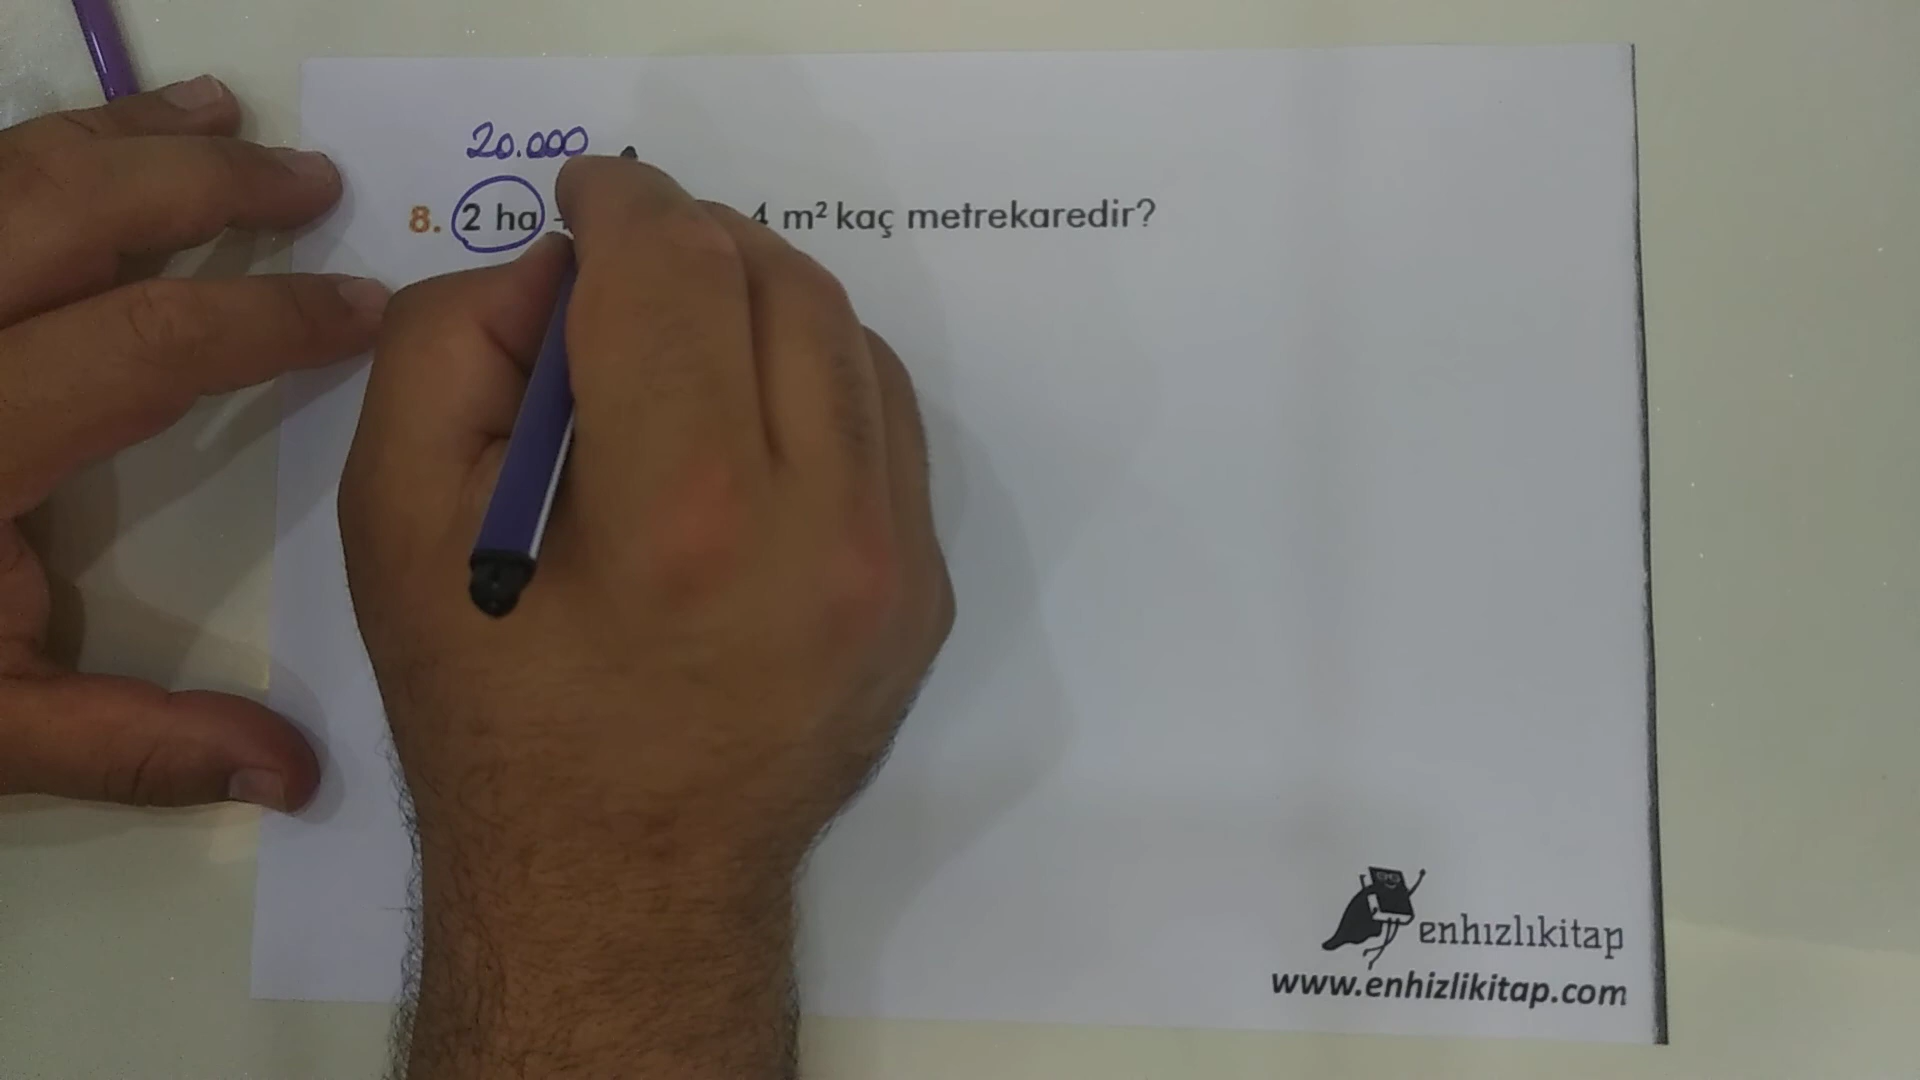 20.000
8. 2 ha 4 m² kaç metrekaredir?
enhızlıkitap
www.enhizlikitap.com